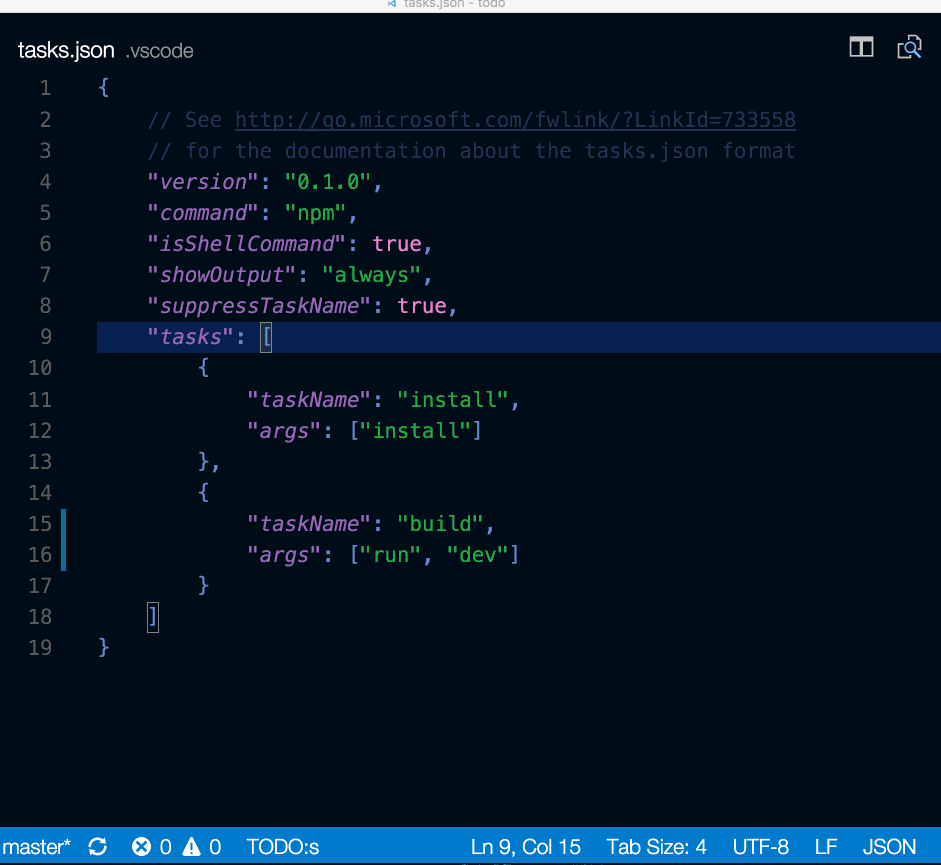 tasks.json - todo
tasks.json .vscode
1 {
2 // See http://go.microsoft.com/fwlink/?LinkId=733558
3 // for the documentation about the tasks.json format
4 "version": "0.1.0",
5 "command": "npm",
6 "isShellCommand": true,
7 "showOutput": "always",
8 "suppressTaskName": true,
9 "tasks": [
10 {
11 "taskName": "install",
12 "args": ["install"]
13 },
14 {
15 "taskName": "build",
16 "args": ["run", "dev"]
17 }
18 ]
19 }
master* 0 0 TODO:s Ln 9, Col 15 Tab Size: 4 UTF-8 LF JSON